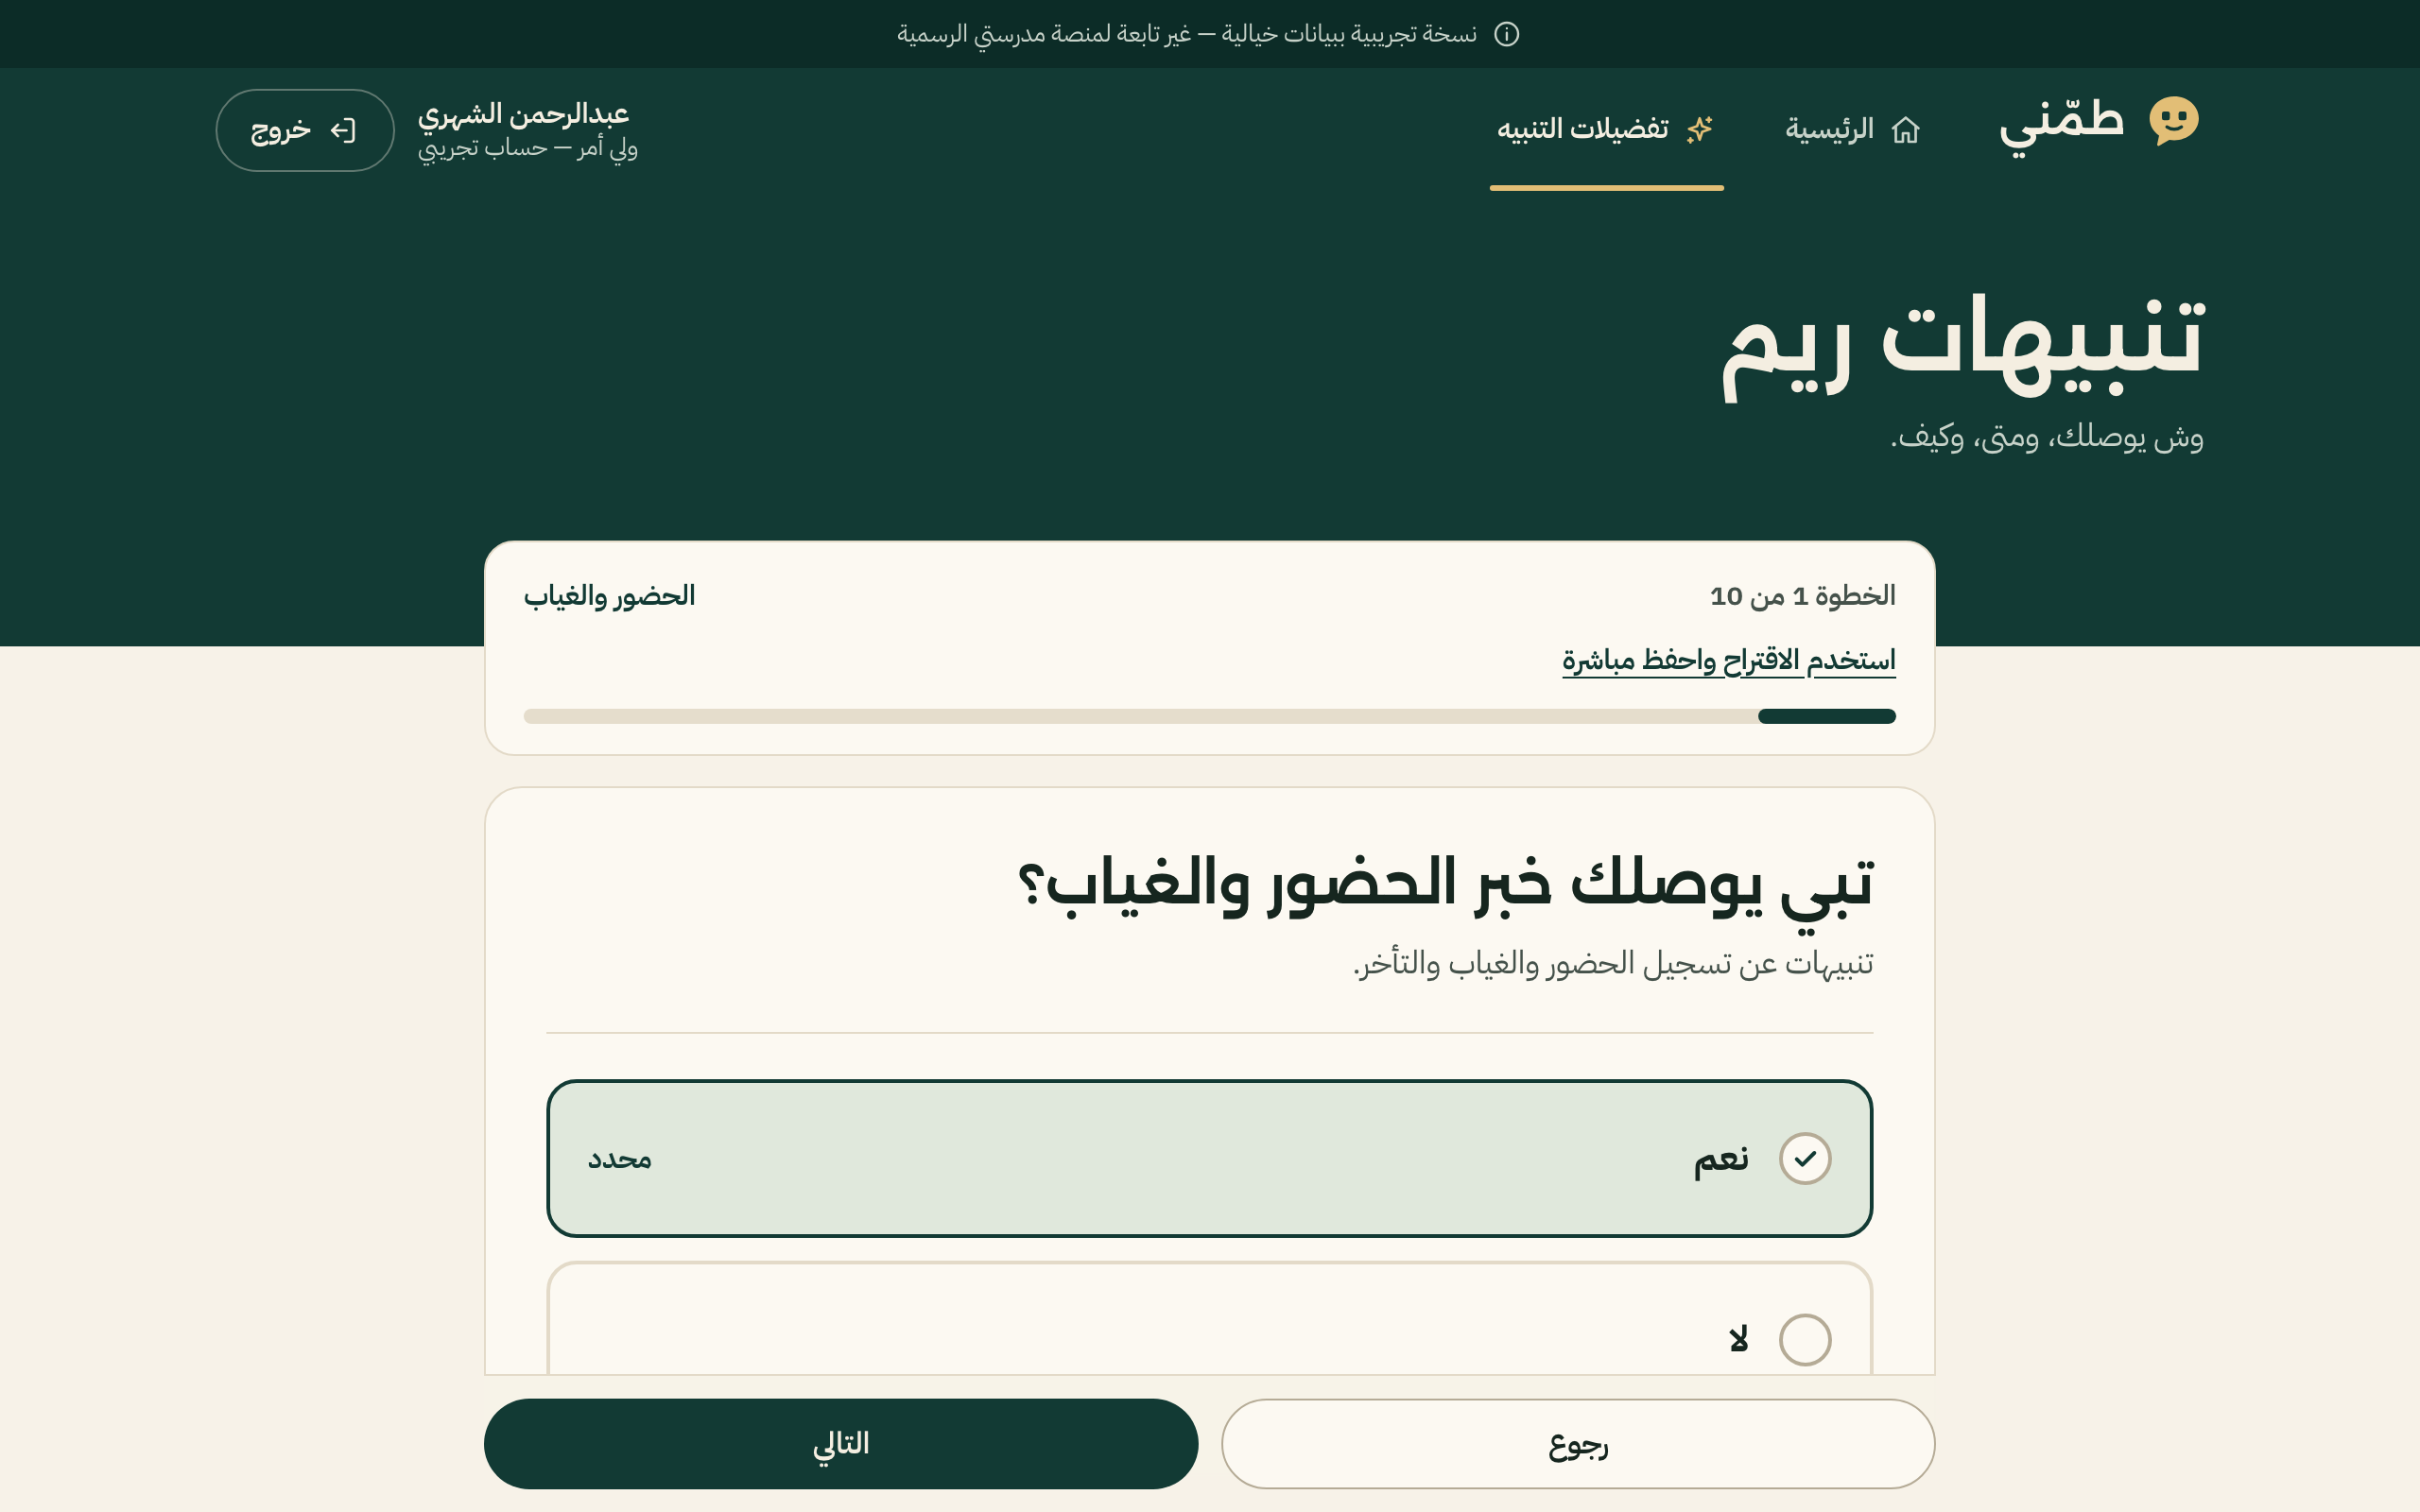 نسخة تجريبية ببيانات خيالية — غير تابعة لمنصة مدرستي الرسمية
طمّني
الرئيسية
تفضيلات التنبيه
عبدالرحمن الشهري
ولي أمر — حساب تجريبي
خروج
تنبيهات ريم
وش يوصلك، ومتى، وكيف.
الخطوة 1 من 10
الحضور والغياب
استخدم الاقتراح واحفظ مباشرة
تبي يوصلك خبر الحضور والغياب؟
تنبيهات عن تسجيل الحضور والغياب والتأخر.
نعم
محدد
لا
رجوع
التالي